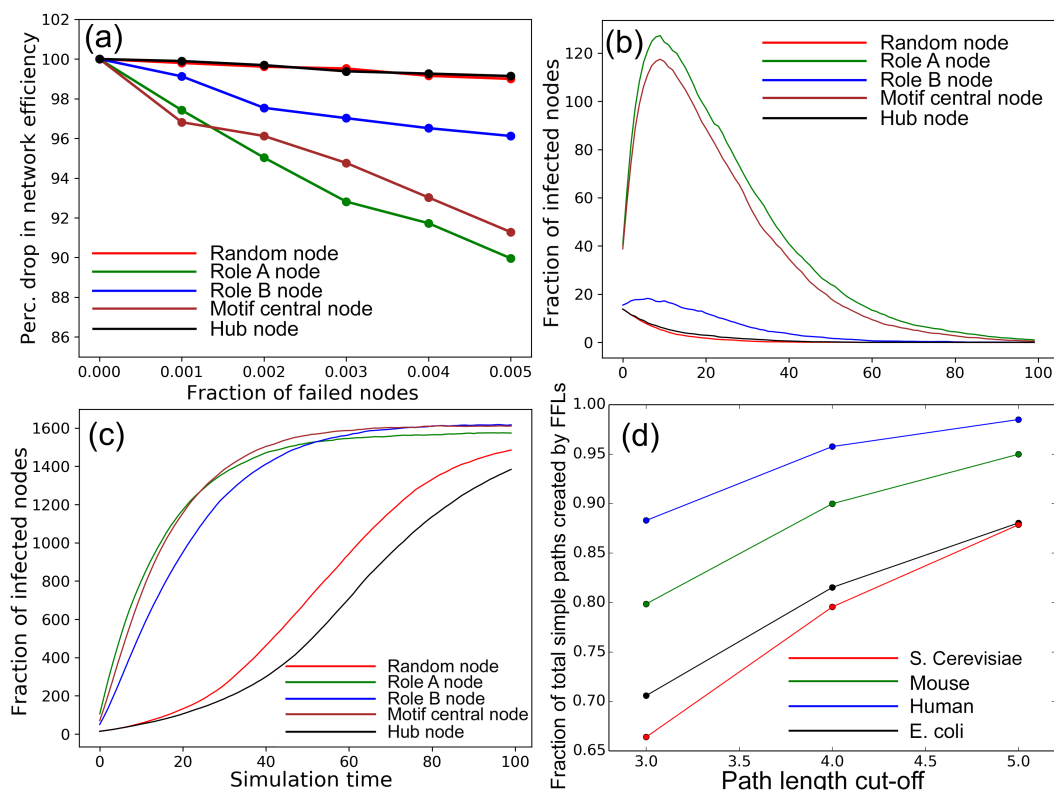 (a)
Perc. drop in network efficiency
102
100
98
96
94
92
90
88
86
Random node
Role A node
Role B node
Motif central node
Hub node
0.000 0.001 0.002 0.003 0.004 0.005
Fraction of failed nodes
(b)
Fraction of infected nodes
120
100
80
60
40
20
0
Random node
Role A node
Role B node
Motif central node
Hub node
0 20 40 60 80 100
(c)
Fraction of infected nodes
1600
1400
1200
1000
800
600
400
200
0
Random node
Role A node
Role B node
Motif central node
Hub node
0 20 40 60 80 100
Simulation time
(d)
Fraction of total simple paths created by FFLs
1.00
0.95
0.90
0.85
0.80
0.75
0.70
0.65
S. Cerevisiae
Mouse
Human
E. coli
3.0 3.5 4.0 4.5 5.0
Path length cut-off